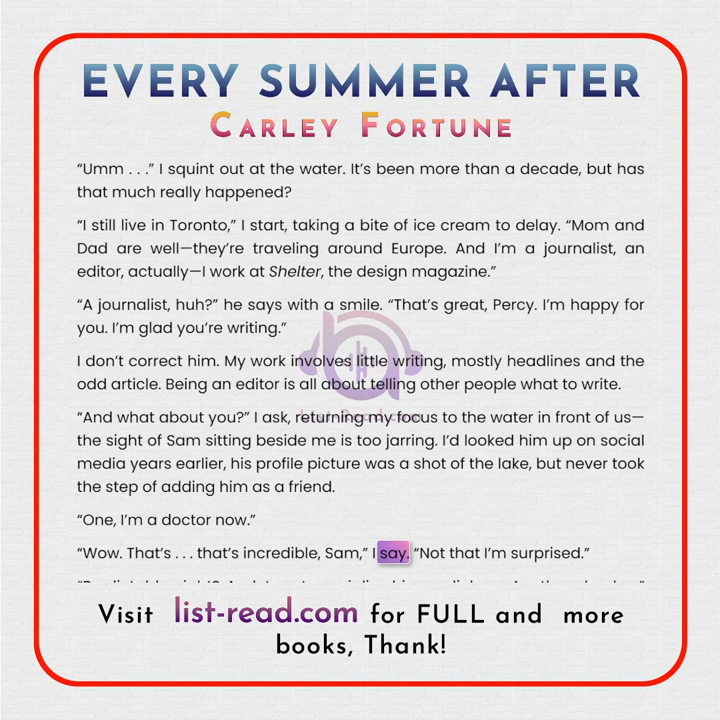 EVERY SUMMER AFTER
CARLEY FORTUNE
“Umm . . .” I squint out at the water. It’s been more than a decade, but has
that much really happened?
“I still live in Toronto,” I start, taking a bite of ice cream to delay. “Mom and
Dad are well—they’re traveling around Europe. And I’m a journalist, an
editor, actually—I work at Shelter, the design magazine.”
“A journalist, huh?” he says with a smile. “That’s great, Percy. I’m happy for
you. I’m glad you’re writing.”
I don’t correct him. My work involves little writing, mostly headlines and the
odd article. Being an editor is all about telling other people what to write.
“And what about you?” I ask, returning my focus to the water in front of us—
the sight of Sam sitting beside me is too jarring. I’d looked him up on social
media years earlier, his profile picture was a shot of the lake, but never took
the step of adding him as a friend.
“One, I’m a doctor now.”
“Wow. That’s . . . that’s incredible, Sam,” I say. “Not that I’m surprised.”
Visit list-read.com for FULL and more
books, Thank!